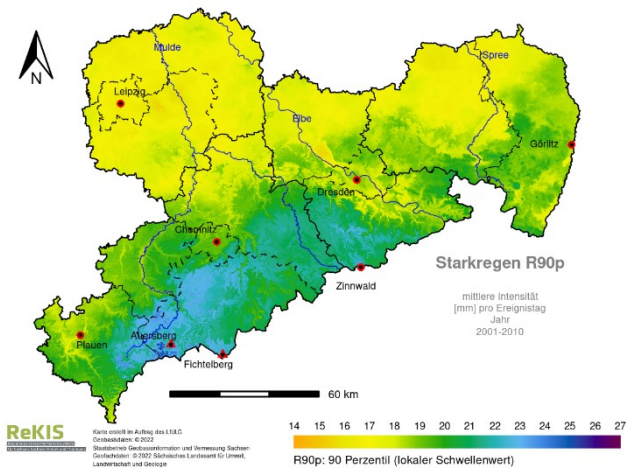 Mulde
Spree
Leipzig
Elbe
Görlitz
Dresden
Chemnitz
Starkregen R90p
Zinnwald
mittlere Intensität
[mm] pro Ereignistag
Jahr
2001-2010
Plauen
Auersberg
Fichtelberg
N
60 km
ReKIS
Karte erstellt im Auftrag des LfULG.
Geobasisdaten: © 2022
Staatsbetrieb Geobasisinformation und Vermessung Sachsen
Geofachdaten: © 2022 Sächsisches Landesamt für Umwelt,
Landwirtschaft und Geologie
14 15 16 17 18 19 20 21 22 23 24 25 26 27
R90p: 90 Perzentil (lokaler Schwellenwert)